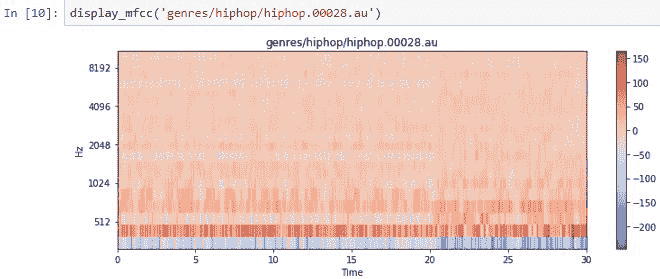 In [10]: display_mfcc('genres/hiphop/hiphop.00028.au')
genres/hiphop/hiphop.00028.au
8192
4096
2048
1024
512
Hz
0 5 10 15 20 25 30
Time
150
100
50
0
−50
−100
−150
−200